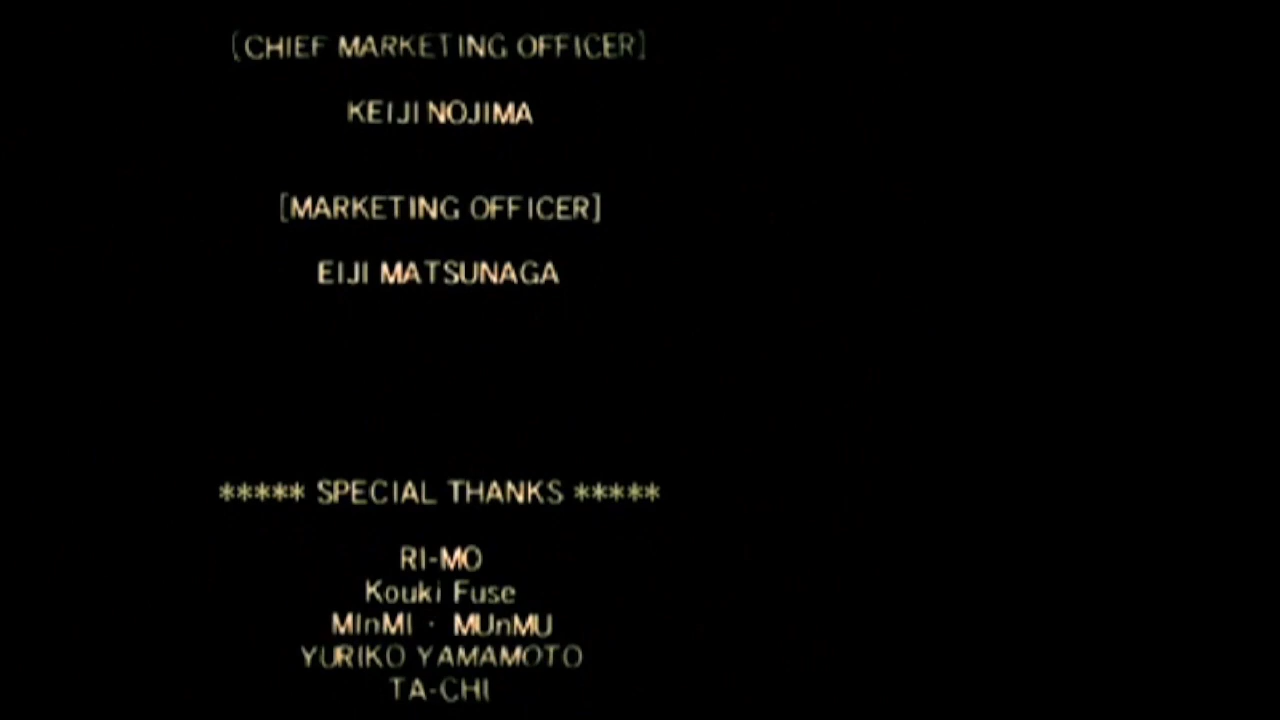 [CHIEF MARKETING OFFICER]
KEIJI NOJIMA
[MARKETING OFFICER]
EIJI MATSUNAGA
***** SPECIAL THANKS *****
RI-MO
Kouki Fuse
MInMI · MUnMU
YURIKO YAMAMOTO
TA-CHI